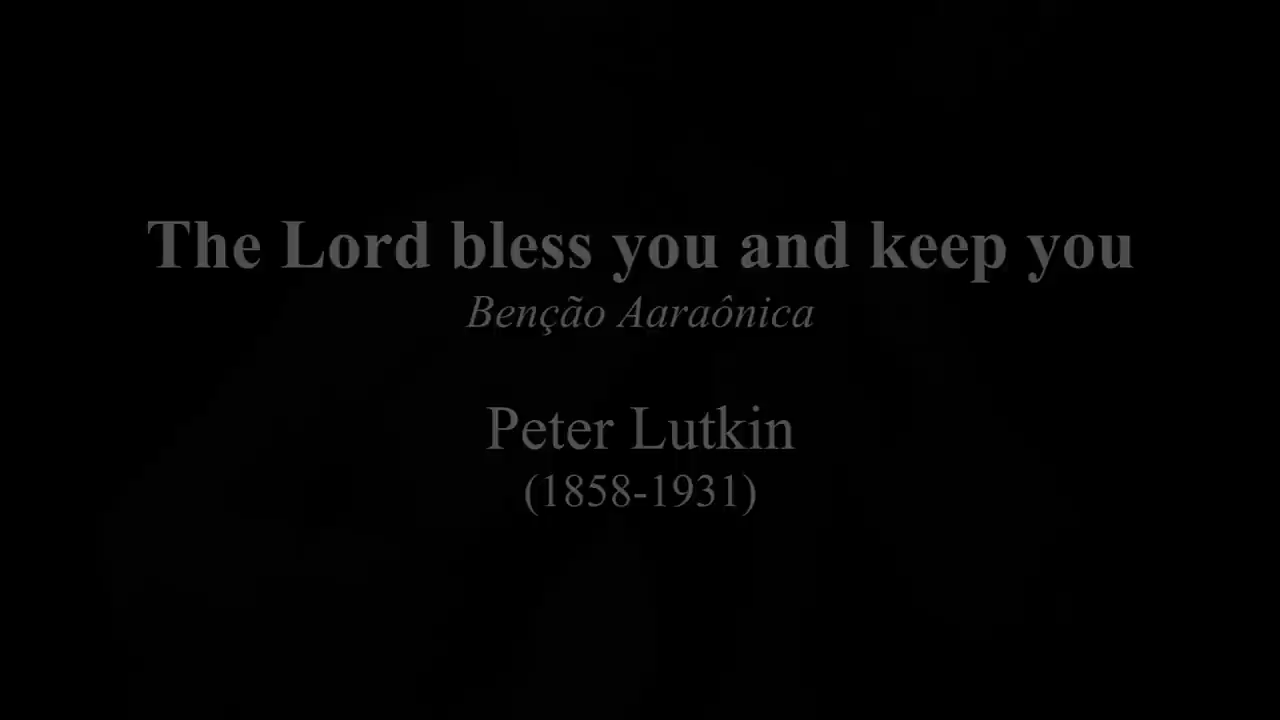 The Lord bless you and keep you
Benção Aaraônica
Peter Lutkin
(1858-1931)